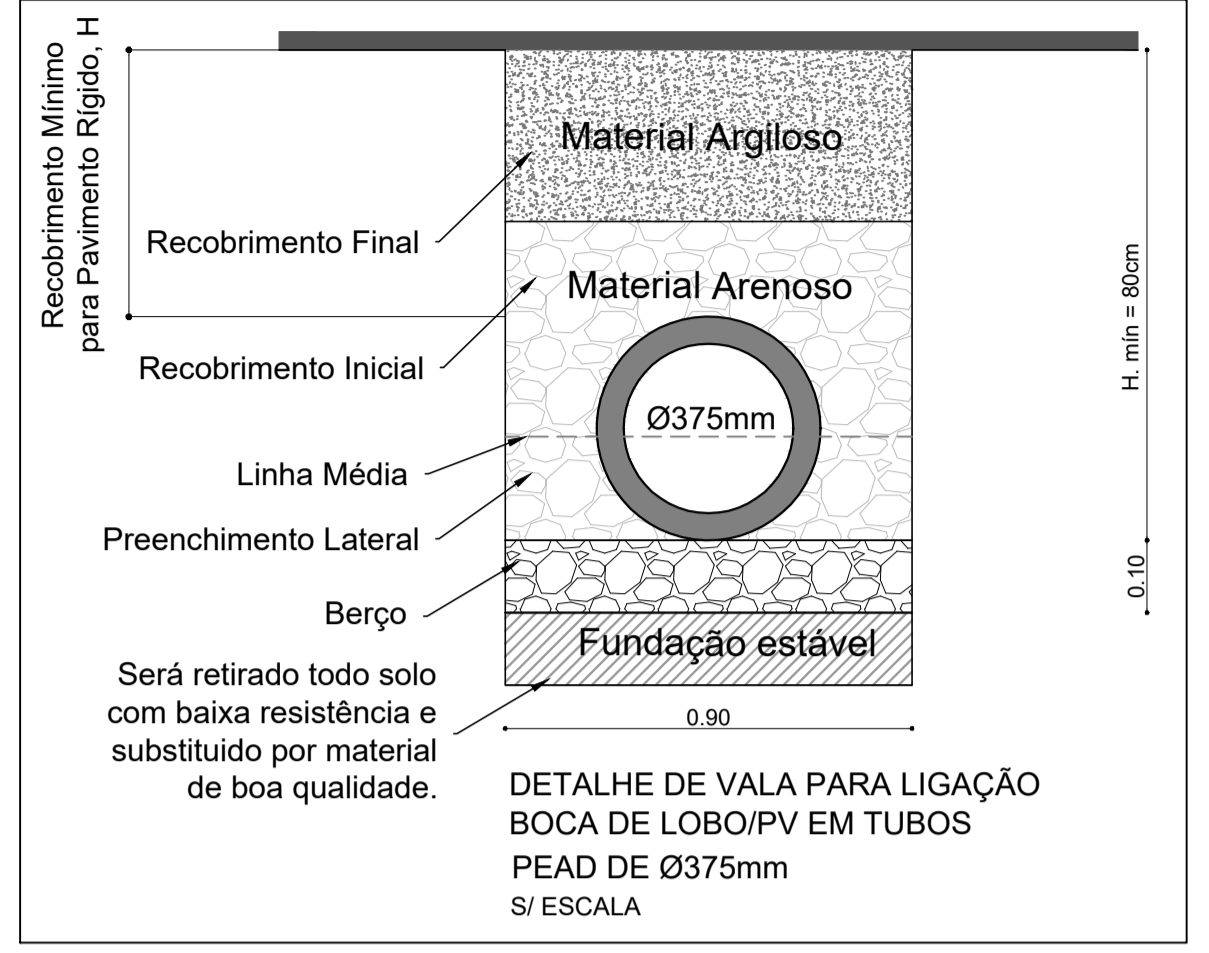 Recobrimento Mínimo
para Pavimento Rígido, H
Material Argiloso
Recobrimento Final
Material Arenoso
Recobrimento Inicial
H. mín = 80cm
Ø375mm
Linha Média
Preenchimento Lateral
0.10
Berço
Fundação estável
Será retirado todo solo
com baixa resistência e
substituido por material
de boa qualidade.
0.90
DETALHE DE VALA PARA LIGAÇÃO
BOCA DE LOBO/PV EM TUBOS
PEAD DE Ø375mm
S/ ESCALA